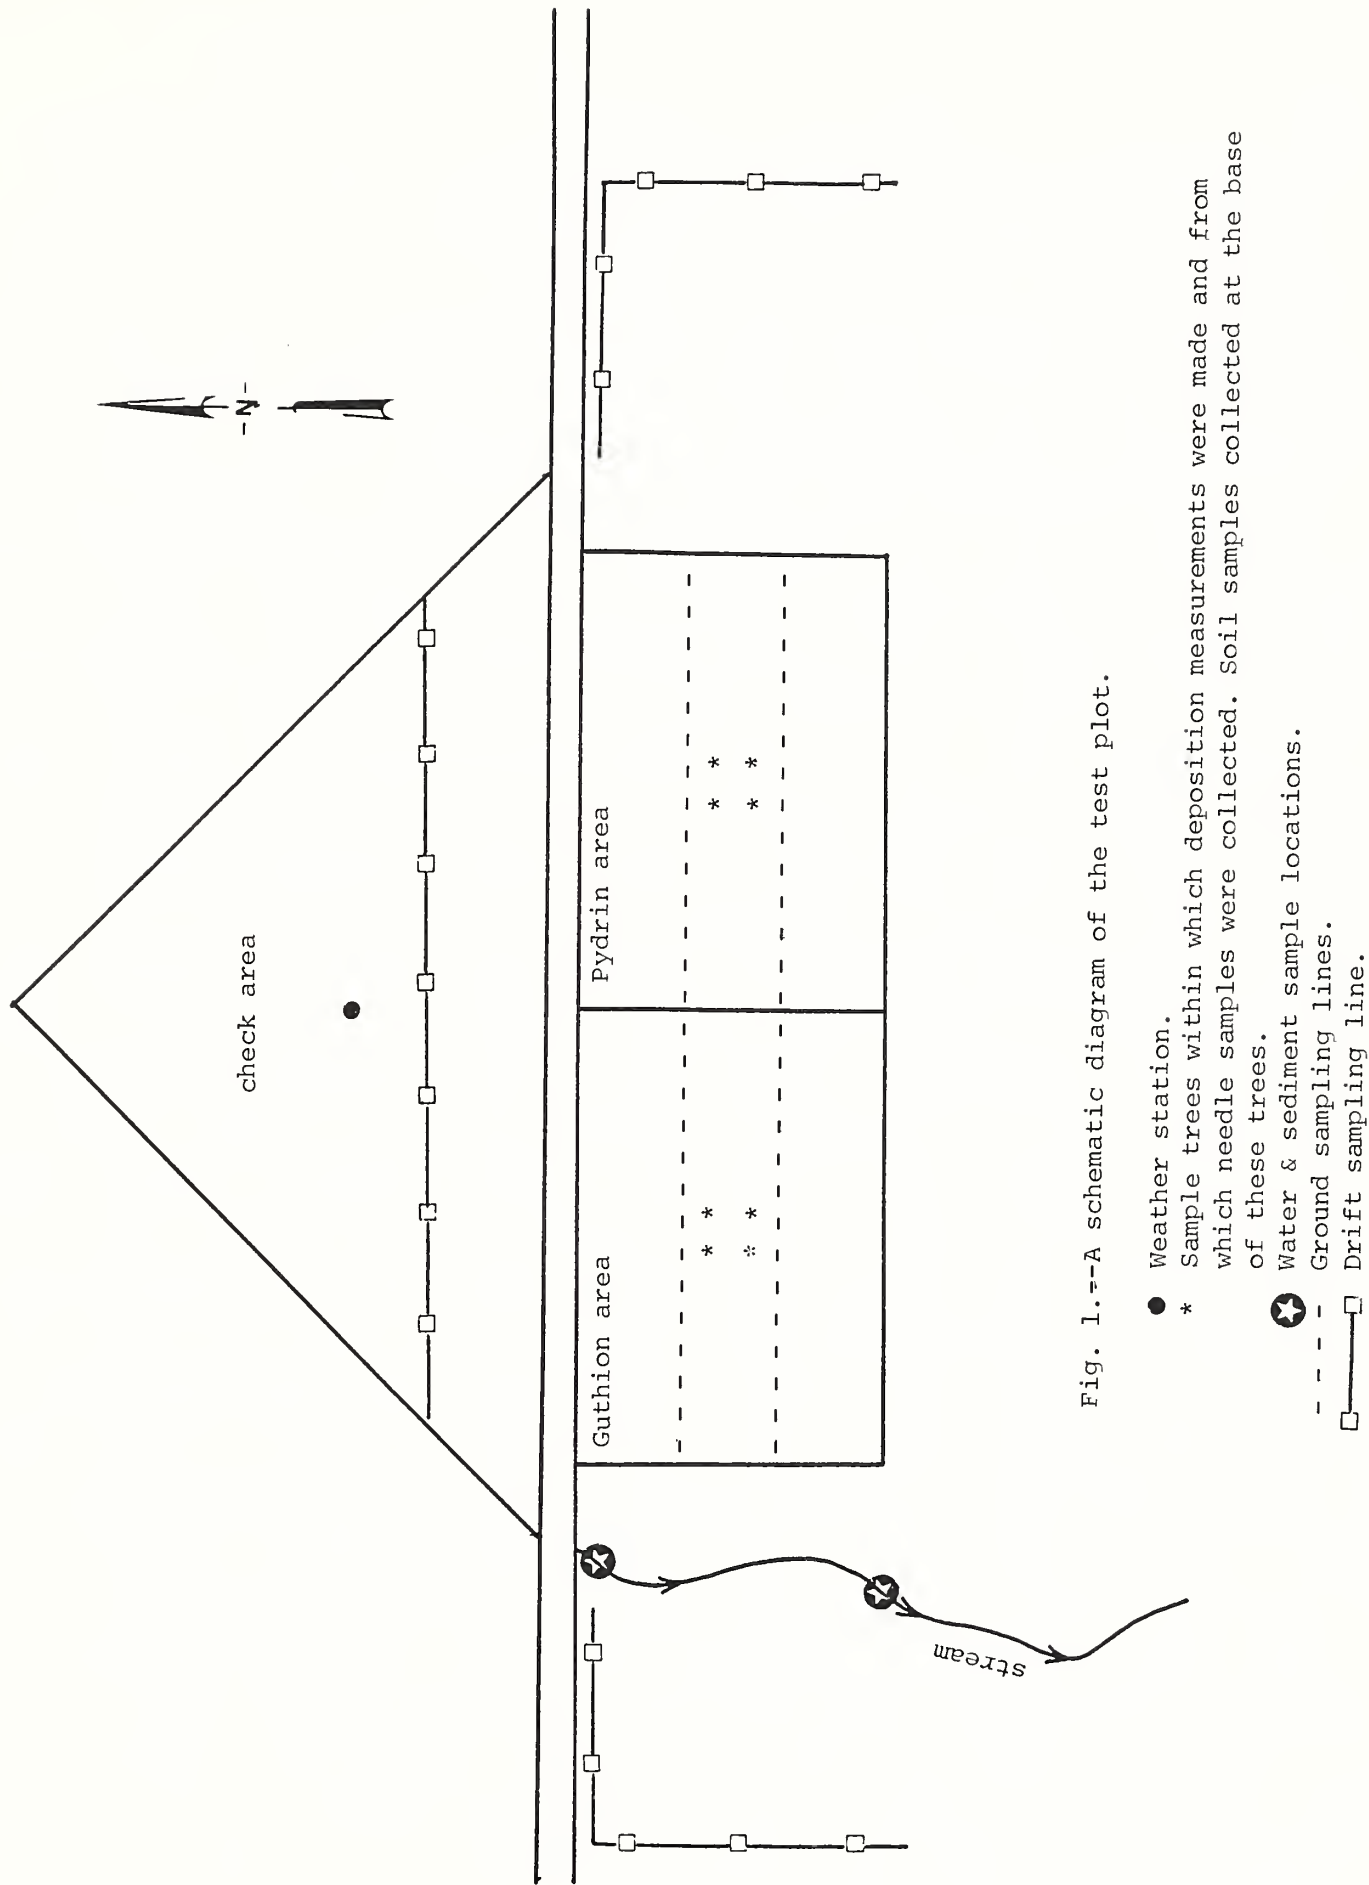 -N-
check area
Guthion area
Pydrin area
stream
Fig. 1.--A schematic diagram of the test plot.
Weather station.
* Sample trees within which deposition measurements were made and from
which needle samples were collected. Soil samples collected at the base
of these trees.
Water & sediment sample locations.
- - - Ground sampling lines.
Drift sampling line.